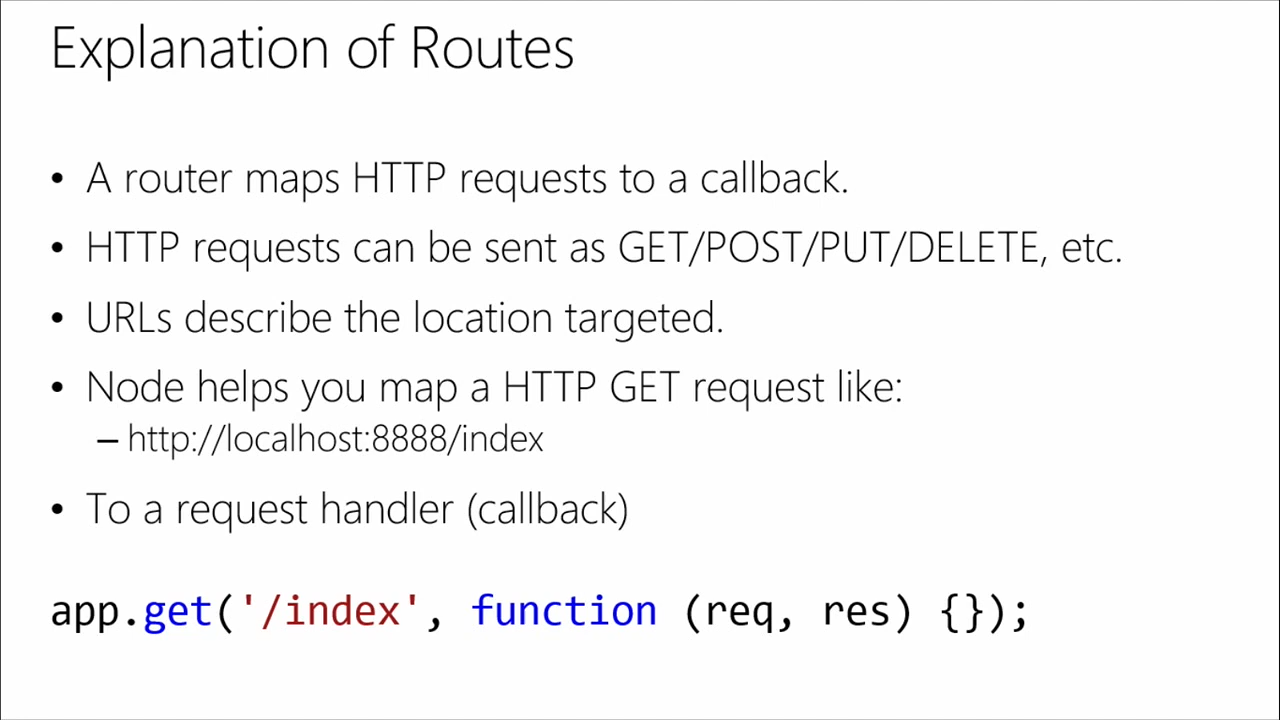 Explanation of Routes
• A router maps HTTP requests to a callback.
• HTTP requests can be sent as GET/POST/PUT/DELETE, etc.
• URLs describe the location targeted.
• Node helps you map a HTTP GET request like:
– http://localhost:8888/index
• To a request handler (callback)
app.get('/index', function (req, res) {});